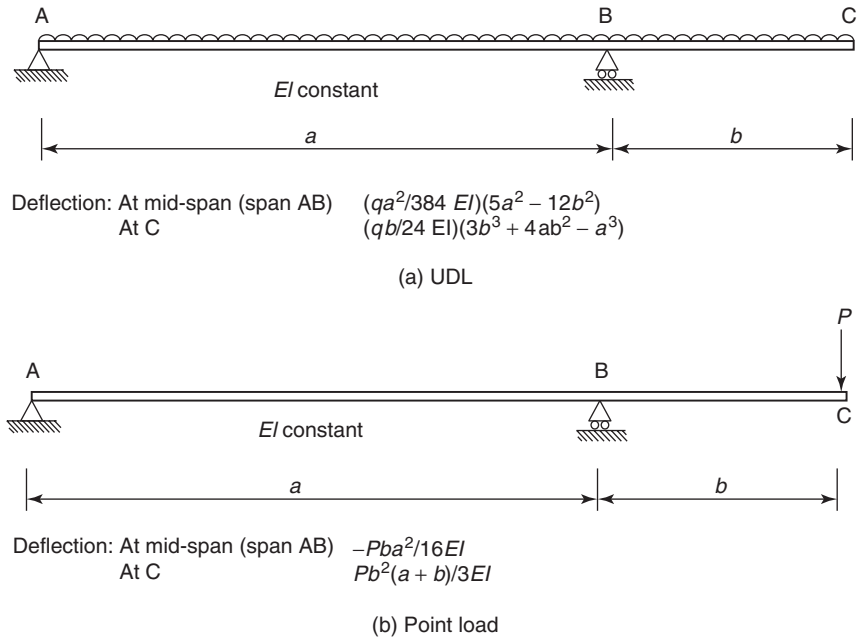 A B C
EI constant
a b
Deflection: At mid-span (span AB) (qa²/384 EI)(5a² – 12b²)
At C (qb/24 EI)(3b³ + 4ab² – a³)
(a) UDL
P
A B
C
EI constant
a b
Deflection: At mid-span (span AB) –Pba²/16EI
At C Pb²(a + b)/3EI
(b) Point load